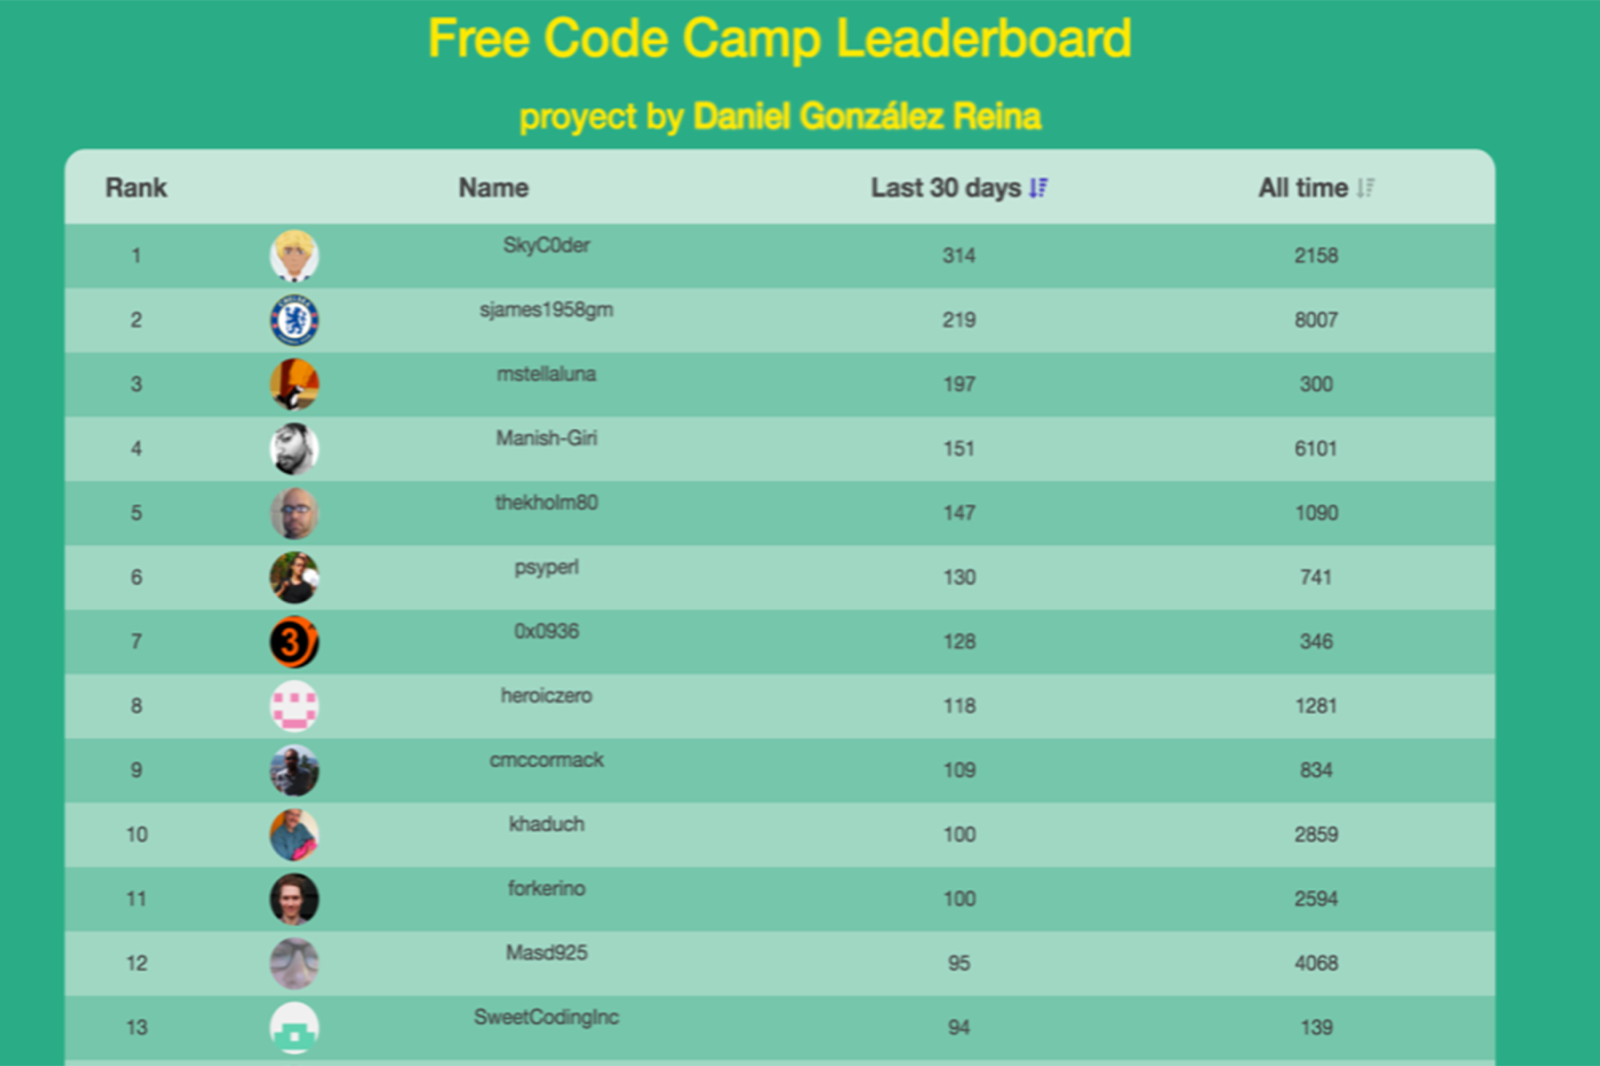 Free Code Camp Leaderboard
proyect by Daniel González Reina
Rank Name Last 30 days All time
1 SkyC0der 314 2158
2 sjames1958gm 219 8007
3 mstellaluna 197 300
4 Manish-Giri 151 6101
5 thekholm80 147 1090
6 psyperl 130 741
7 3 0x0936 128 346
8 heroiczero 118 1281
9 cmccormack 109 834
10 khaduch 100 2859
11 forkerino 100 2594
12 Masd925 95 4068
13 SweetCodingInc 94 139